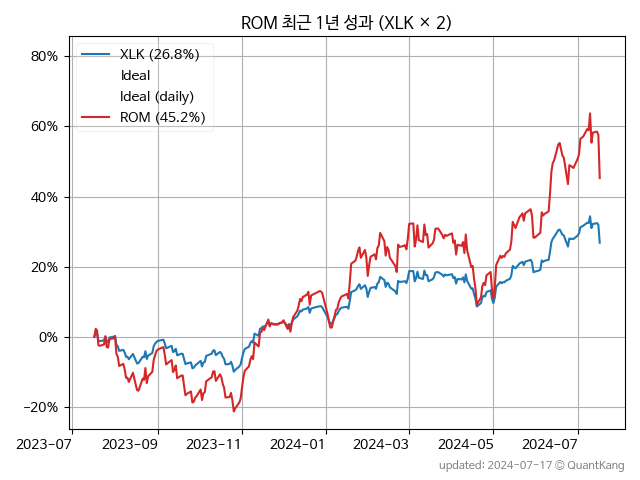 ROM 최근 1년 성과 (XLK × 2)
80%
60%
40%
20%
0%
−20%
XLK (26.8%)
Ideal
Ideal (daily)
ROM (45.2%)
2023−07
2023−09
2023−11
2024−01
2024−03
2024−05
2024−07
updated: 2024−07−17 © QuantKang